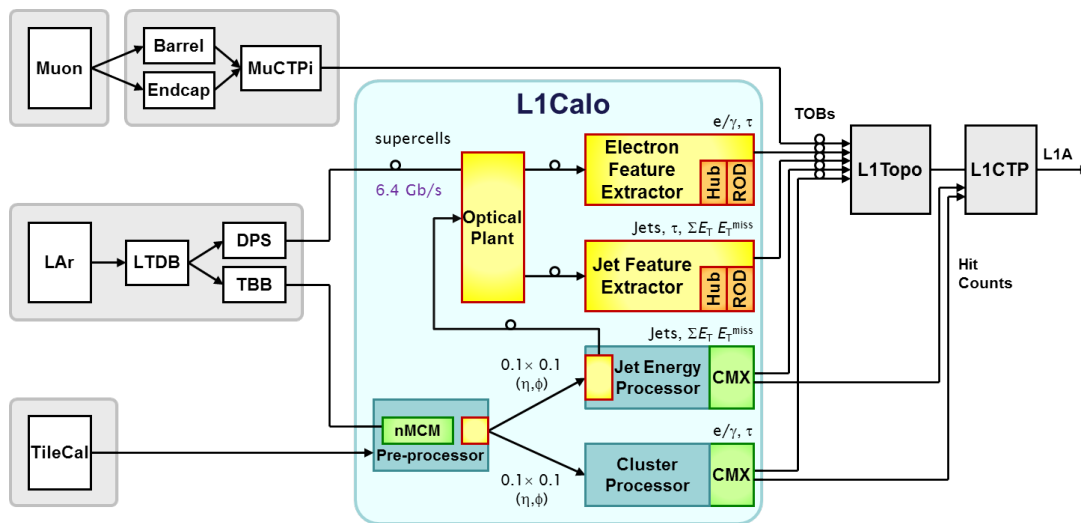 Muon
Barrel
Endcap
MuCTPi
L1Calo
supercells
6.4 Gb/s
Optical
Plant
e/γ, τ
Electron
Feature
Extractor
Hub
ROD
TOBs
L1Topo
L1CTP
L1A
LAr
LTDB
DPS
TBB
Jets, τ, ΣE_T E_T^miss
Jet Feature
Extractor
Hub
ROD
Hit
Counts
Jets, ΣE_T E_T^miss
0.1× 0.1
(η,ϕ)
Jet Energy
Processor
CMX
TileCal
nMCM
Pre-processor
e/γ, τ
0.1× 0.1
(η,ϕ)
Cluster
Processor
CMX